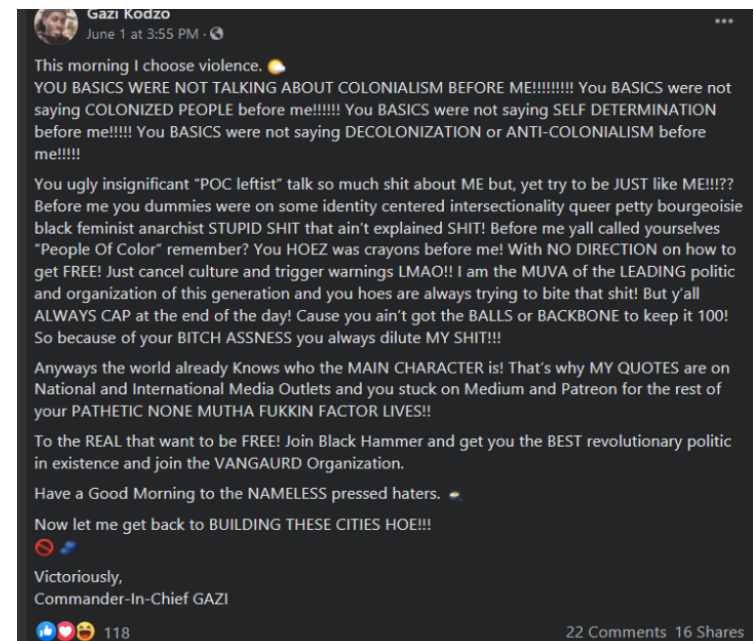 Gazi Kodzo
June 1 at 3:55 PM ·
This morning I choose violence.
YOU BASICS WERE NOT TALKING ABOUT COLONIALISM BEFORE ME!!!!!!!!! You BASICS were not
saying COLONIZED PEOPLE before me!!!!!! You BASICS were not saying SELF DETERMINATION
before me!!!!! You BASICS were not saying DECOLONIZATION or ANTI-COLONIALISM before
me!!!!!
You ugly insignificant "POC leftist" talk so much shit about ME but, yet try to be JUST like ME!!!??
Before me you dummies were on some identity centered intersectionality queer petty bourgeoisie
black feminist anarchist STUPID SHIT that ain't explained SHIT! Before me yall called yourselves
"People Of Color" remember? You HOEZ was crayons before me! With NO DIRECTION on how to
get FREE! Just cancel culture and trigger warnings LMAO!! I am the MUVA of the LEADING politic
and organization of this generation and you hoes are always trying to bite that shit! But y'all
ALWAYS CAP at the end of the day! Cause you ain't got the BALLS or BACKBONE to keep it 100!
So because of your BITCH ASSNESS you always dilute MY SHIT!!!
Anyways the world already Knows who the MAIN CHARACTER is! That's why MY QUOTES are on
National and International Media Outlets and you stuck on Medium and Patreon for the rest of
your PATHETIC NONE MUTHA FUKKIN FACTOR LIVES!!
To the REAL that want to be FREE! Join Black Hammer and get you the BEST revolutionary politic
in existence and join the VANGAURD Organization.
Have a Good Morning to the NAMELESS pressed haters.
Now let me get back to BUILDING THESE CITIES HOE!!!
Victoriously,
Commander-In-Chief GAZI
118
22 Comments 16 Shares